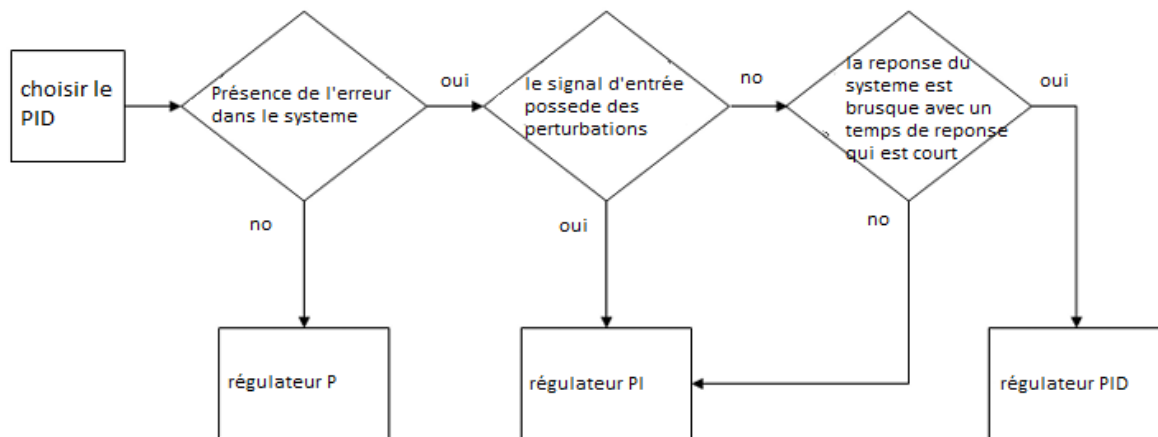 choisir le
PID
Présence de l'erreur
dans le systeme
oui
le signal d'entrée
possede des
perturbations
no
la reponse du
systeme est
brusque avec un
temps de reponse
qui est court
oui
no
oui
no
régulateur P
régulateur PI
régulateur PID